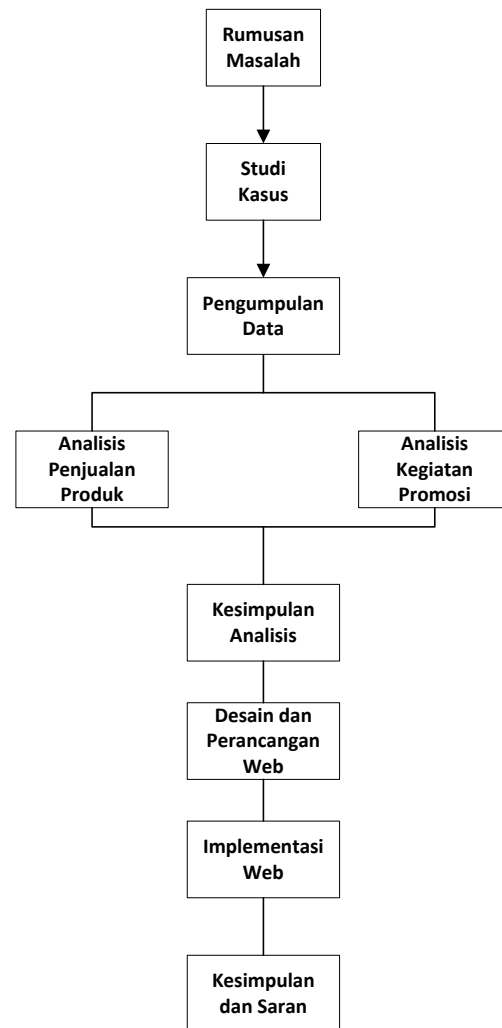 Rumusan
Masalah
Studi
Kasus
Pengumpulan
Data
Analisis
Penjualan
Produk
Analisis
Kegiatan
Promosi
Kesimpulan
Analisis
Desain dan
Perancangan
Web
Implementasi
Web
Kesimpulan
dan Saran